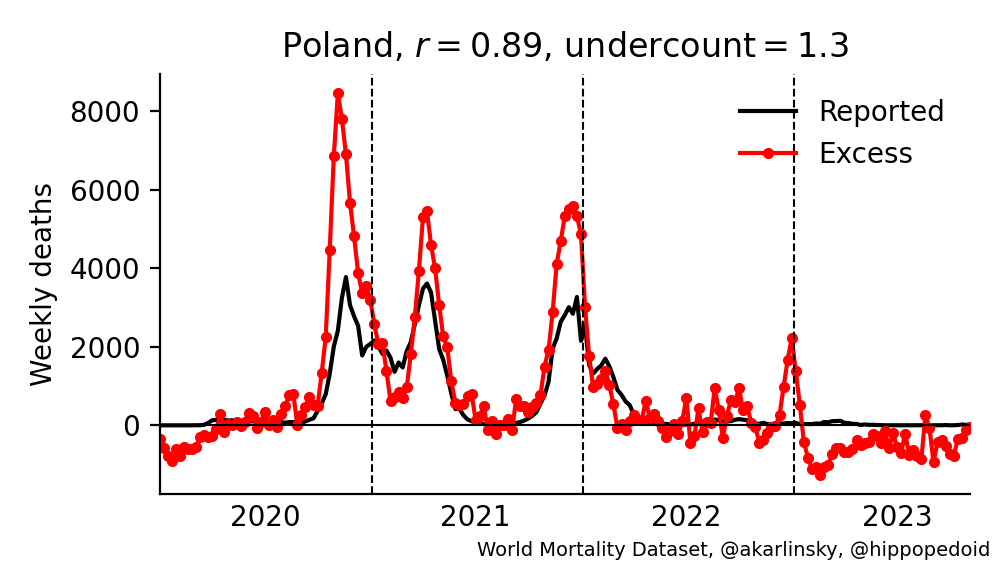 Poland, r = 0.89, undercount = 1.3
Weekly deaths
8000
6000
4000
2000
0
Reported
Excess
2020 2021 2022 2023
World Mortality Dataset, @akarlinsky, @hippopedoid